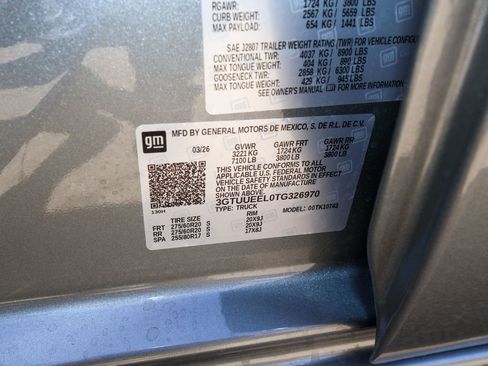 RGAWR: 1724 KG / 3800 LBS
CURB WEIGHT: 2567 KG / 5659 LBS
MAX PAYLOAD: 654 KG / 1441 LBS
SAE J2807 TRAILER WEIGHT RATING (TWR) FOR VEHICLE CONFIGU
CONVENTIONAL TWR: 4037 KG / 8900 LBS
MAX TONGUE WEIGHT: 404 KG / 890 LBS
GOOSENECK TWR: 2858 KG / 6300 LBS
MAX TONGUE WEIGHT: 429 KG / 945 LBS
SEE OWNER'S MANUAL
gm
MFD BY GENERAL MOTORS DE MEXICO, S. DE R.L. DE C.V.
03/26 GVWR GAWR FRT GAWR RR
3221 KG 1724 KG 1724 KG
7100 LB 3800 LB 3800 LB
THIS VEHICLE CONFORMS TO ALL
APPLICABLE U.S. FEDERAL MOTOR
VEHICLE SAFETY
THEFT PREVENTION STANDARDS IN EFFECT ON
THE DATE OF MANUFACTURE SHOWN ABOVE.
3GTUUEEL0TG326970
TYPE: TRUCK MODEL: 00TK10743
130H
TIRE SIZE S RIM
FRT 275/60R20 S 20X9J
RR 275/60R20 S 20X9J
SPA 255/80R17 S 17X8J